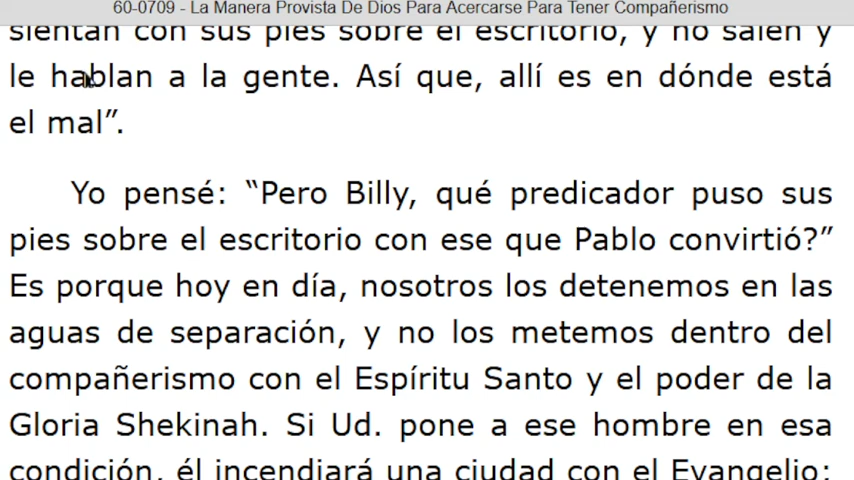 60-0709 - La Manera Provista De Dios Para Acercarse Para Tener Compañerismo
sientan con sus pies sobre el escritorio, y no salen y
le hablan a la gente. Así que, allí es en dónde está
el mal”.
Yo pensé: “Pero Billy, qué predicador puso sus
pies sobre el escritorio con ese que Pablo convirtió?”
Es porque hoy en día, nosotros los detenemos en las
aguas de separación, y no los metemos dentro del
compañerismo con el Espíritu Santo y el poder de la
Gloria Shekinah. Si Ud. pone a ese hombre en esa
condición, él incendiará una ciudad con el Evangelio;